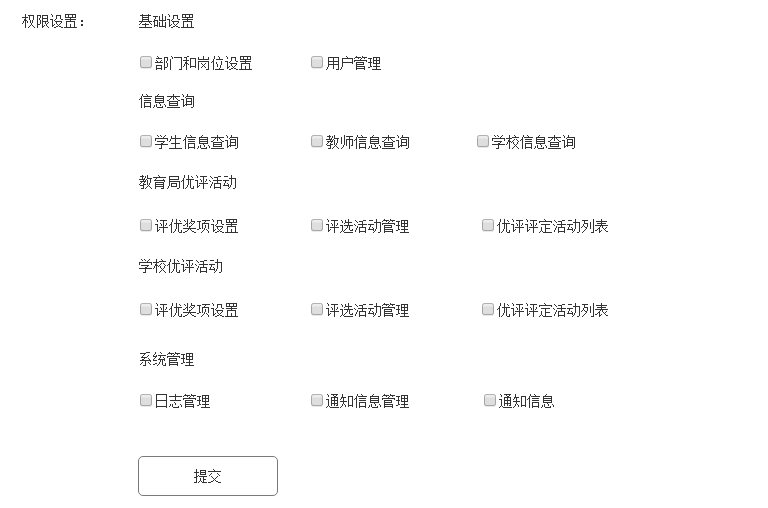 权限设置： 基础设置
部门和岗位设置 用户管理
信息查询
学生信息查询 教师信息查询 学校信息查询
教育局优评活动
评优奖项设置 评选活动管理 优评评定活动列表
学校优评活动
评优奖项设置 评选活动管理 优评评定活动列表
系统管理
日志管理 通知信息管理 通知信息
提交